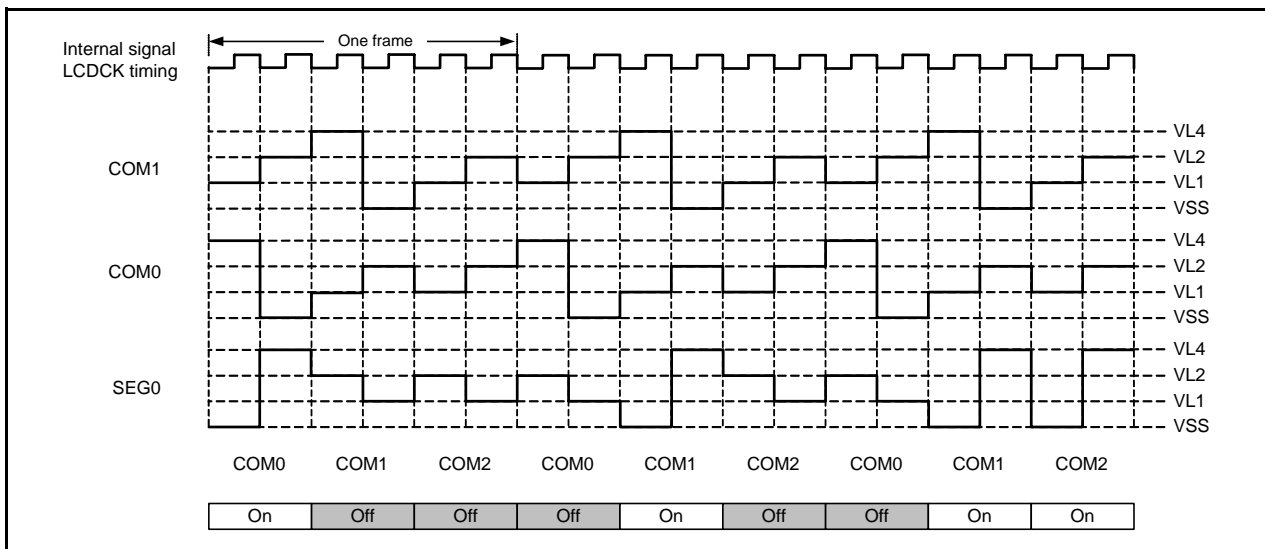 One frame
Internal signal
LCDCK timing
COM1
VL4
VL2
VL1
VSS
COM0
VL4
VL2
VL1
VSS
SEG0
VL4
VL2
VL1
VSS
COM0 COM1 COM2 COM0 COM1 COM2 COM0 COM1 COM2
On Off Off Off On Off Off On On